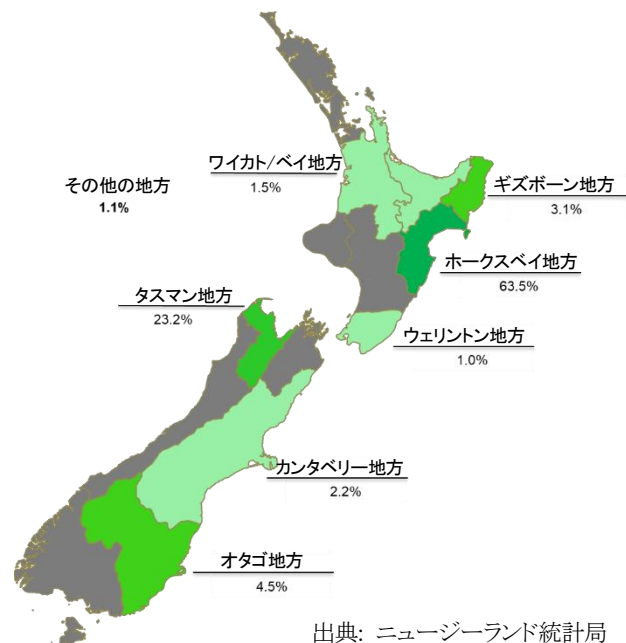 ワイカト/ベイ地方
1.5%
その他の地方
1.1%
ギズボーン地方
3.1%
ホークスベイ地方
63.5%
タスマン地方
23.2%
ウェリントン地方
1.0%
カンタベリー地方
2.2%
オタゴ地方
4.5%
出典: ニュージーランド統計局